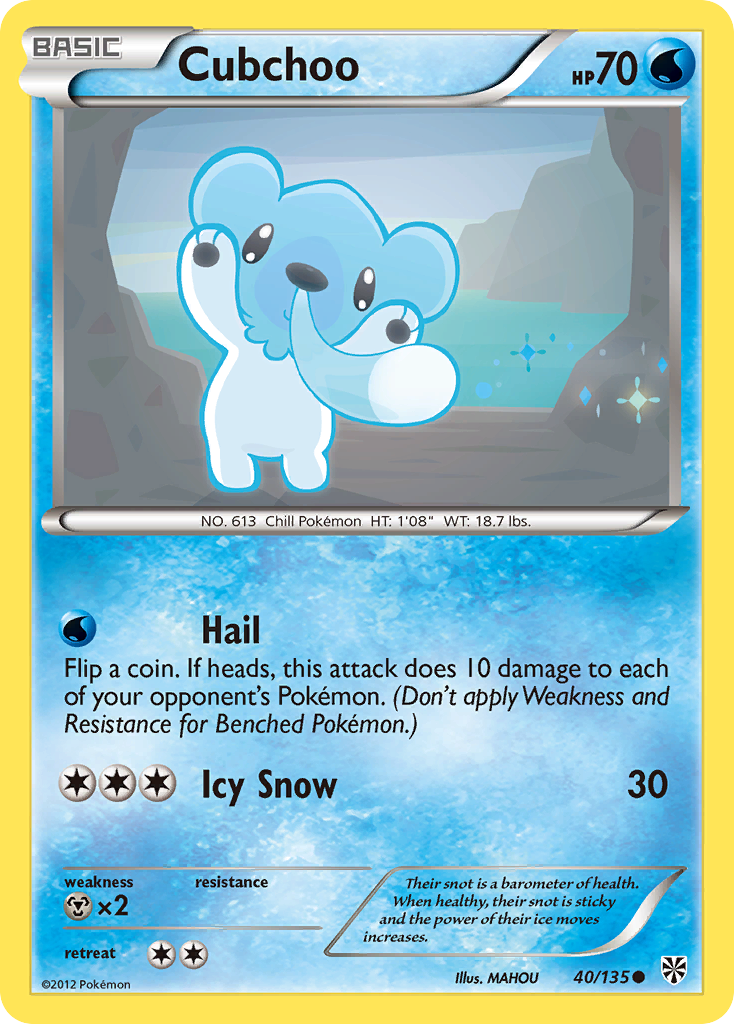 BASIC
Cubchoo
HP70
NO. 613 Chill Pokémon HT: 1'08" WT: 18.7 lbs.
Hail
Flip a coin. If heads, this attack does 10 damage to each
of your opponent's Pokémon. (Don't apply Weakness and
Resistance for Benched Pokémon.)
Icy Snow 30
weakness resistance
×2
retreat
Their snot is a barometer of health.
When healthy, their snot is sticky
and the power of their ice moves
increases.
©2012 Pokémon
Illus. MAHOU
40/135